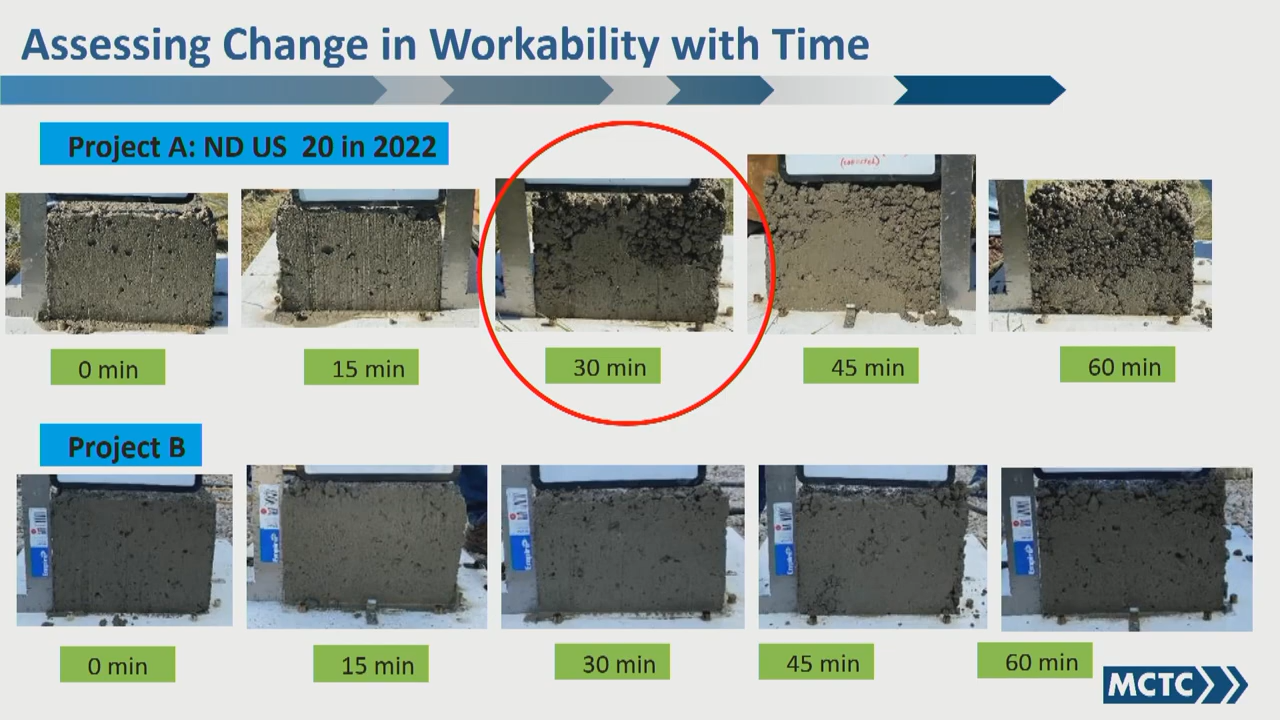 Assessing Change in Workability with Time
Project A: ND US 20 in 2022
0 min
15 min
30 min
45 min
60 min
Project B
0 min
15 min
30 min
45 min
60 min
MCTC